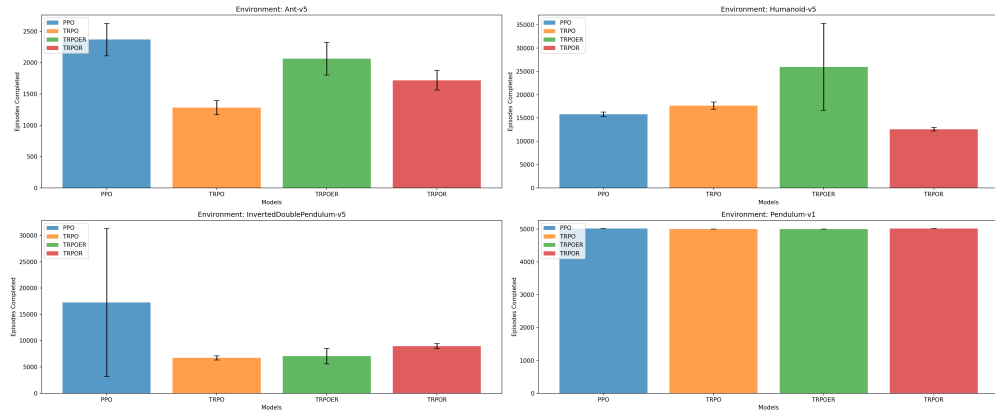 Environment: Ant-v5
PPO
TRPO
TRPOER
TRPOR
Episodes Completed
2500
2000
1500
1000
500
0
PPO
TRPO
TRPOER
TRPOR
Models
Environment: Humanoid-v5
PPO
TRPO
TRPOER
TRPOR
Episodes Completed
35000
30000
25000
20000
15000
10000
5000
0
PPO
TRPO
TRPOER
TRPOR
Models
Environment: InvertedDoublePendulum-v5
PPO
TRPO
TRPOER
TRPOR
Episodes Completed
30000
25000
20000
15000
10000
5000
0
PPO
TRPO
TRPOER
TRPOR
Models
Environment: Pendulum-v1
PPO
TRPO
TRPOER
TRPOR
Episodes Completed
5000
4000
3000
2000
1000
0
PPO
TRPO
TRPOER
TRPOR
Models